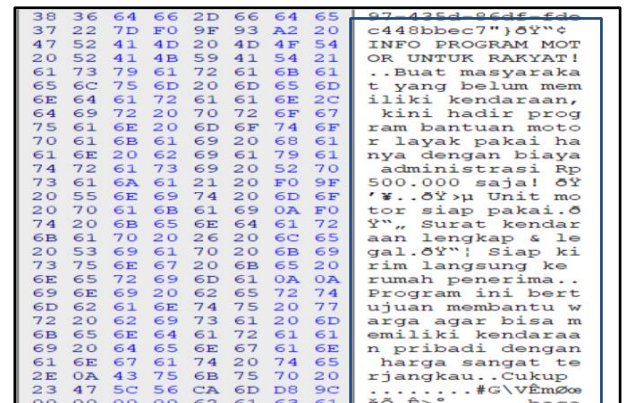 38 36 64 66 2D 66 64 65 97-435d-86df-fde
37 22 7D F0 9F 93 A2 20 c448bbec7"}ðŸ“¢
47 52 41 4D 20 4D 4F 54 INFO PROGRAM MOT
20 52 41 4B 59 41 54 21 OR UNTUK RAKYAT!
61 73 79 61 72 61 6B 61 ..Buat masyaraka
65 6C 75 6D 20 6D 65 6D t yang belum mem
6E 64 61 72 61 61 6E 2C iliki kendaraan,
64 69 72 20 70 72 6F 67 kini hadir prog
75 61 6E 20 6D 6F 74 6F ram bantuan moto
70 61 6B 61 69 20 68 61 r layak pakai ha
61 6E 20 62 69 61 79 61 nya dengan biaya
74 72 61 73 69 20 52 70 administrasi Rp
73 61 6A 61 21 20 F0 9F 500.000 saja! ðŸ
20 55 6E 69 74 20 6D 6F ’¥..ðŸ›µ Unit mo
20 70 61 6B 61 69 0A F0 tor siap pakai.ð
74 20 6B 65 6E 64 61 72 Ÿ“„ Surat kendar
6B 61 70 20 26 20 6C 65 aan lengkap & le
20 53 69 61 70 20 6B 69 gal.ðŸ“¦ Siap ki
73 75 6E 67 20 6B 65 20 rim langsung ke
6E 65 72 69 6D 61 0A 0A rumah penerima..
69 6E 69 20 62 65 72 74 Program ini bert
6D 62 61 6E 74 75 20 77 ujuan membantu w
72 20 62 69 73 61 20 6D arga agar bisa m
6B 65 6E 64 61 72 61 61 emiliki kendaraa
69 20 64 65 6E 67 61 6E n pribadi dengan
61 6E 67 61 74 20 74 65 harga sangat te
2E 0A 43 75 6B 75 70 20 rjangkau..Cukup
23 47 5C 56 CA 6D D8 9C ........#G\VÊmØœ